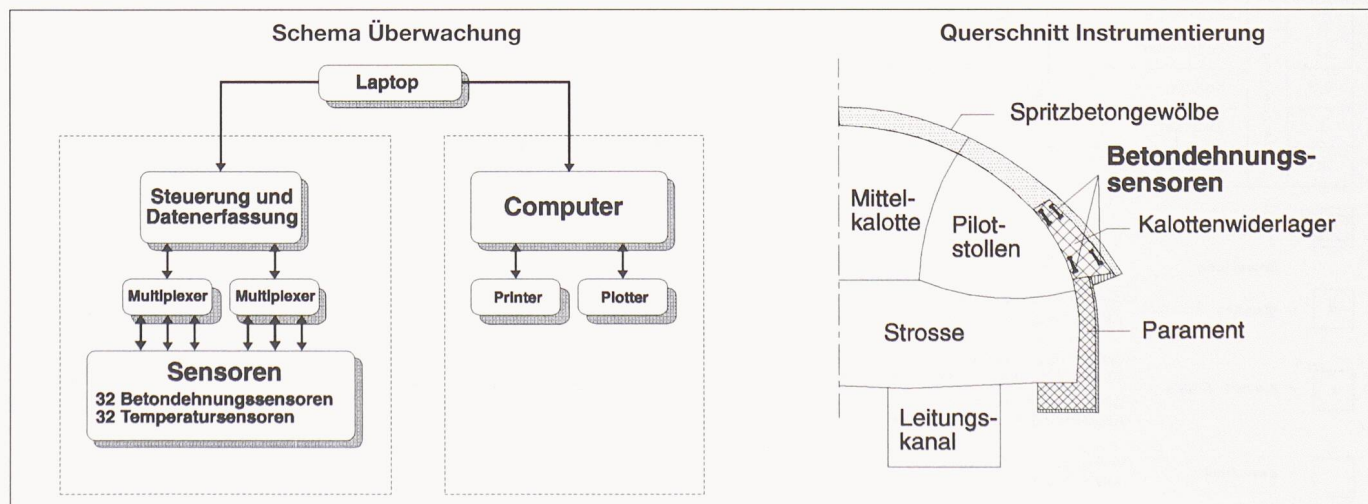 Schema Überwachung
Laptop
Steuerung und
Datenerfassung
Computer
Multiplexer
Multiplexer
Printer
Plotter
Sensoren
32 Betondehnungssensoren
32 Temperatursensoren
Querschnitt Instrumentierung
Spritzbetongewölbe
Betondehnungs-
sensoren
Mittel-
kalotte
Pilot-
stollen
Kalottenwiderlager
Strosse
Parament
Leitungs-
kanal